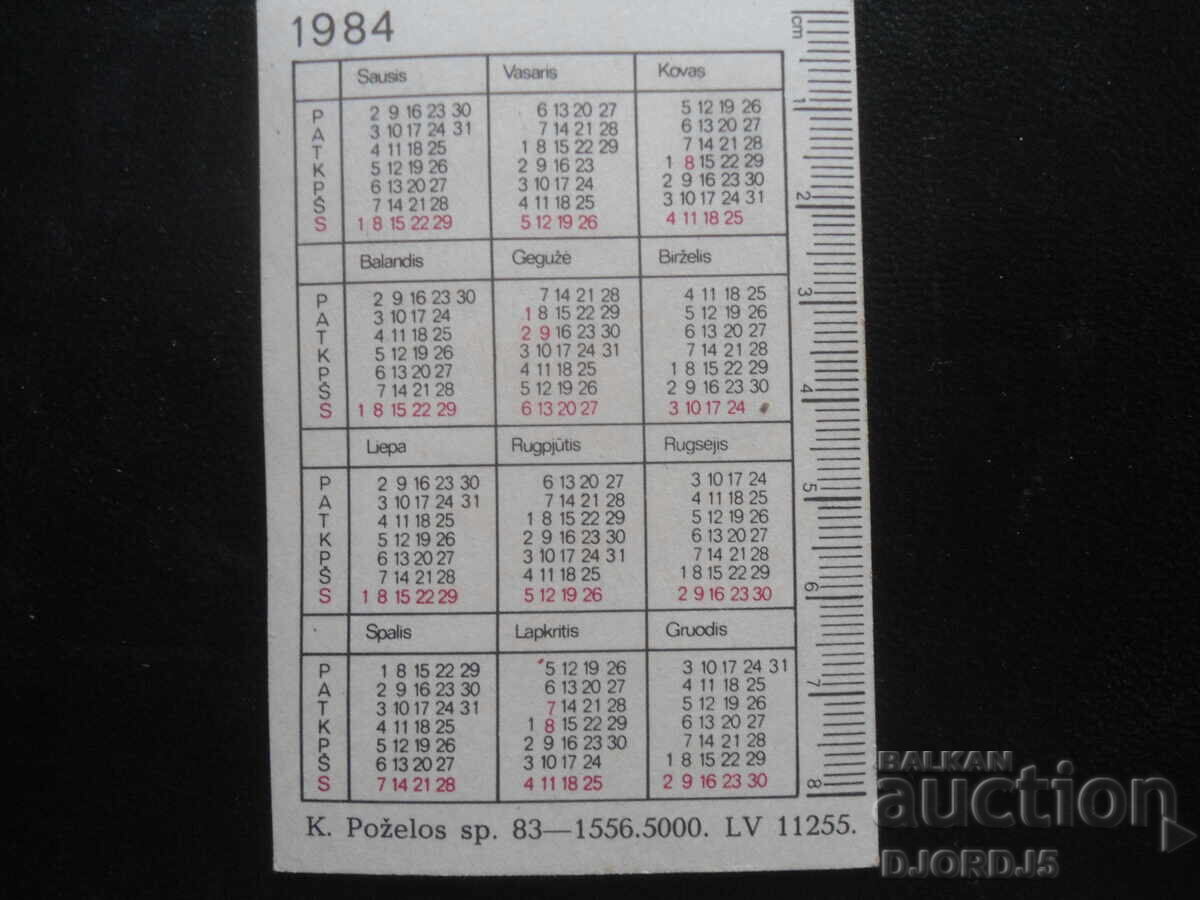 1984
cm 1 2 3 4 5 6 7 8
Sausis Vasaris Kovas
P 2 9 16 23 30 6 13 20 27 5 12 19 26
A 3 10 17 24 31 7 14 21 28 6 13 20 27
T 4 11 18 25 1 8 15 22 29 7 14 21 28
K 5 12 19 26 2 9 16 23 1 8 15 22 29
P 6 13 20 27 3 10 17 24 2 9 16 23 30
Š 7 14 21 28 4 11 18 25 3 10 17 24 31
S 1 8 15 22 29 5 12 19 26 4 11 18 25
Balandis Gegužė Birželis
P 2 9 16 23 30 7 14 21 28 4 11 18 25
A 3 10 17 24 1 8 15 22 29 5 12 19 26
T 4 11 18 25 2 9 16 23 30 6 13 20 27
K 5 12 19 26 3 10 17 24 31 7 14 21 28
P 6 13 20 27 4 11 18 25 1 8 15 22 29
Š 7 14 21 28 5 12 19 26 2 9 16 23 30
S 1 8 15 22 29 6 13 20 27 3 10 17 24
Liepa Rugpjūtis Rugsėjis
P 2 9 16 23 30 6 13 20 27 3 10 17 24
A 3 10 17 24 31 7 14 21 28 4 11 18 25
T 4 11 18 25 1 8 15 22 29 5 12 19 26
K 5 12 19 26 2 9 16 23 30 6 13 20 27
P 6 13 20 27 3 10 17 24 31 7 14 21 28
Š 7 14 21 28 4 11 18 25 1 8 15 22 29
S 1 8 15 22 29 5 12 19 26 2 9 16 23 30
Spalis Lapkritis Gruodis
P 1 8 15 22 29 5 12 19 26 3 10 17 24 31
A 2 9 16 23 30 6 13 20 27 4 11 18 25
T 3 10 17 24 31 7 14 21 28 5 12 19 26
K 4 11 18 25 1 8 15 22 29 6 13 20 27
P 5 12 19 26 2 9 16 23 30 7 14 21 28
Š 6 13 20 27 3 10 17 24 1 8 15 22 29
S 7 14 21 28 4 11 18 25 2 9 16 23 30
K. Poželos sp. 83—1556.5000. LV 11255.
BALKAN
auction
DJORDJ5